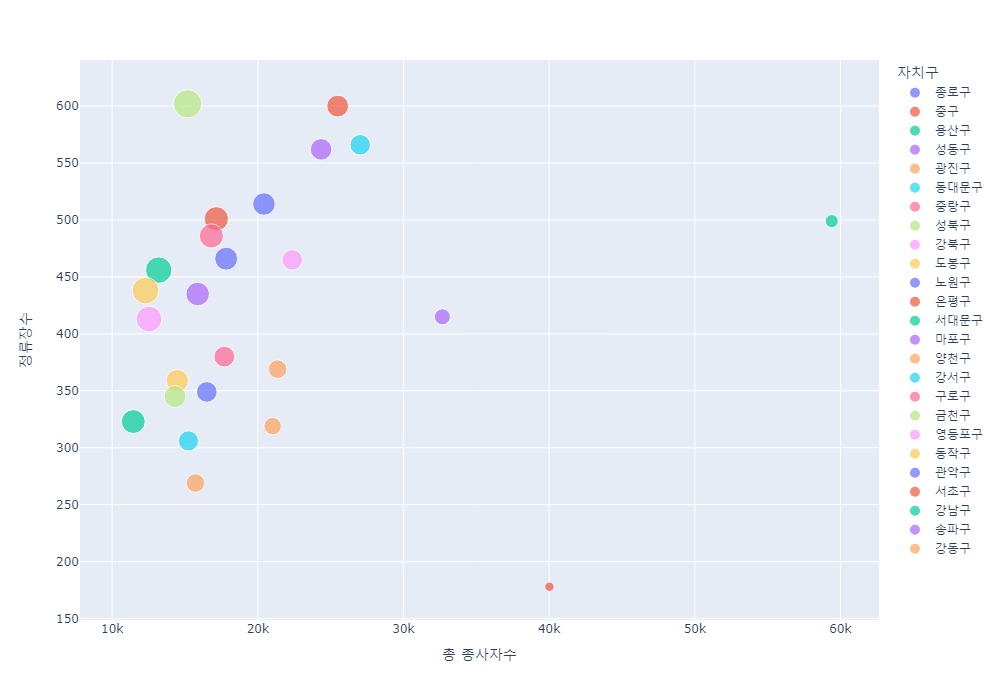 자치구
종로구
중구
용산구
성동구
광진구
동대문구
중랑구
성북구
강북구
도봉구
노원구
은평구
서대문구
마포구
양천구
강서구
구로구
금천구
영등포구
동작구
관악구
서초구
강남구
송파구
강동구
정류장수
600
550
500
450
400
350
300
250
200
150
10k
20k
30k
40k
50k
60k
총 종사자수